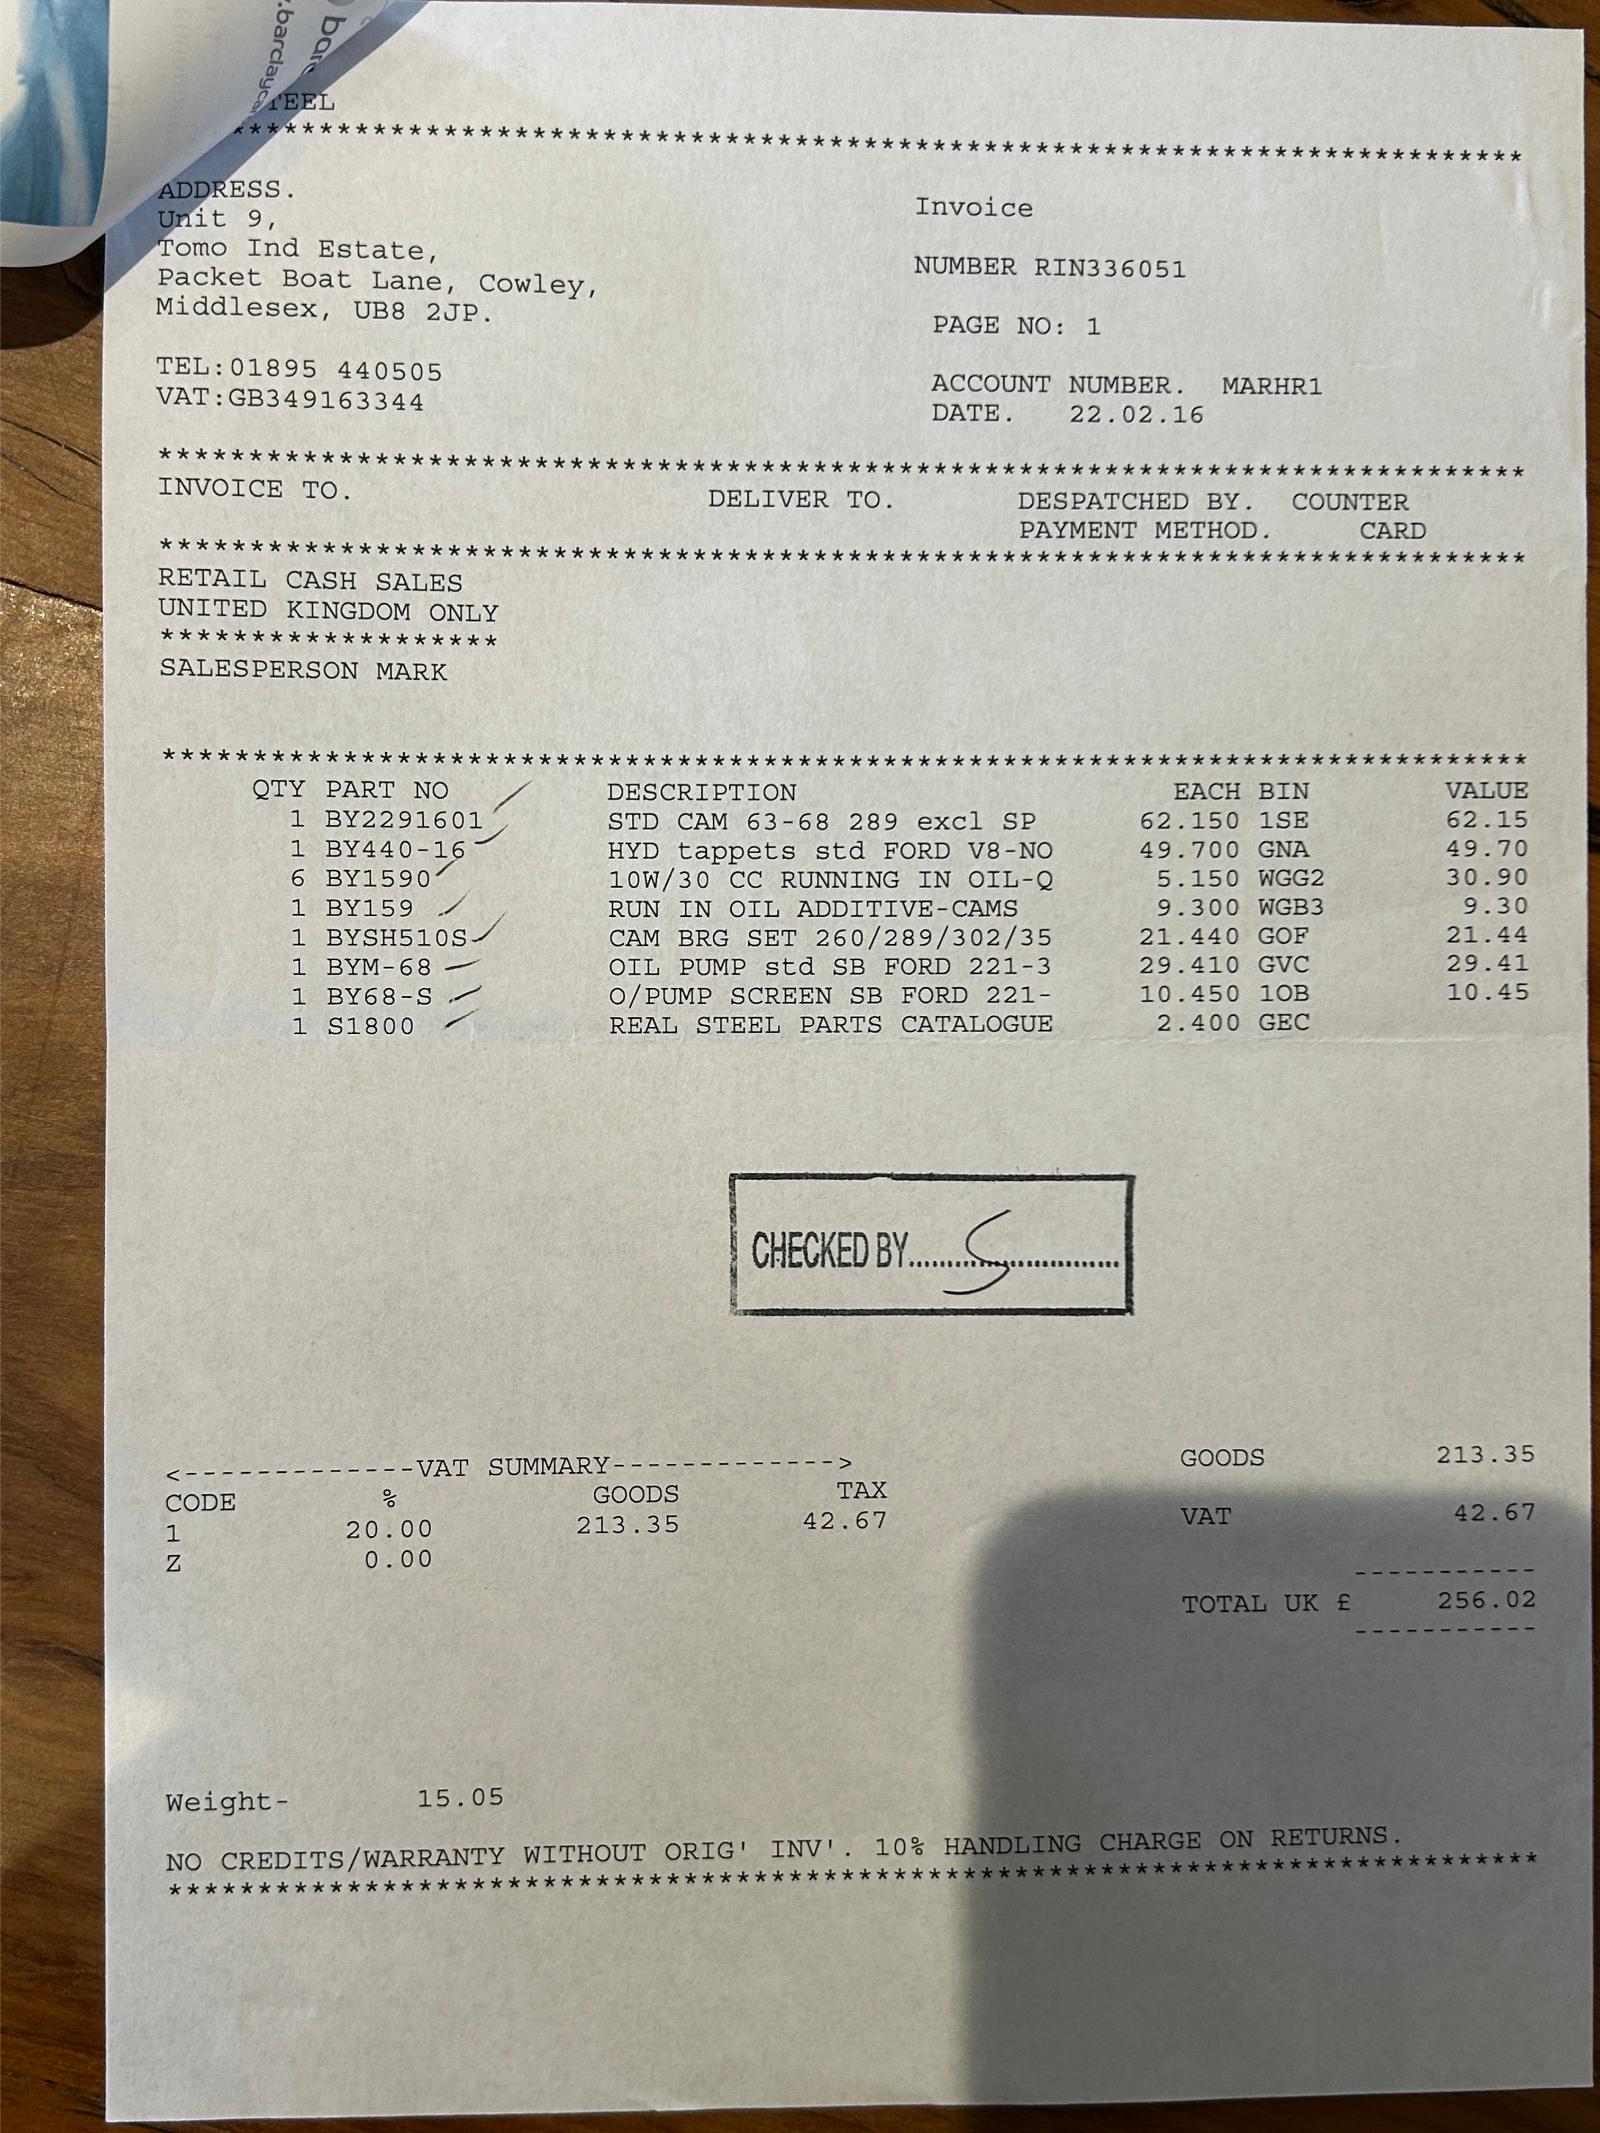 barclayca
bar
TEEL
********************************************************************************
ADDRESS.
Unit 9,
Tomo Ind Estate,
Packet Boat Lane, Cowley,
Middlesex, UB8 2JP.
TEL:01895 440505
VAT:GB349163344
Invoice
NUMBER RIN336051
PAGE NO: 1
ACCOUNT NUMBER. MARHR1
DATE. 22.02.16
********************************************************************************
INVOICE TO. DELIVER TO. DESPATCHED BY. COUNTER
PAYMENT METHOD. CARD
********************************************************************************
RETAIL CASH SALES
UNITED KINGDOM ONLY
*******************
SALESPERSON MARK
********************************************************************************
QTY PART NO DESCRIPTION EACH BIN VALUE
1 BY2291601 STD CAM 63-68 289 excl SP 62.150 1SE 62.15
1 BY440-16 HYD tappets std FORD V8-NO 49.700 GNA 49.70
6 BY1590 10W/30 CC RUNNING IN OIL-Q 5.150 WGG2 30.90
1 BY159 RUN IN OIL ADDITIVE-CAMS 9.300 WGB3 9.30
1 BYSH510S CAM BRG SET 260/289/302/35 21.440 GOF 21.44
1 BYM-68 OIL PUMP std SB FORD 221-3 29.410 GVC 29.41
1 BY68-S O/PUMP SCREEN SB FORD 221- 10.450 1OB 10.45
1 S1800 REAL STEEL PARTS CATALOGUE 2.400 GEC
CHECKED BY..............................
<-------------VAT SUMMARY------------->
CODE % GOODS TAX
1 20.00 213.35 42.67
Z 0.00
GOODS 213.35
VAT 42.67
-----------
TOTAL UK £ 256.02
-----------
Weight- 15.05
NO CREDITS/WARRANTY WITHOUT ORIG' INV'. 10% HANDLING CHARGE ON RETURNS.
********************************************************************************